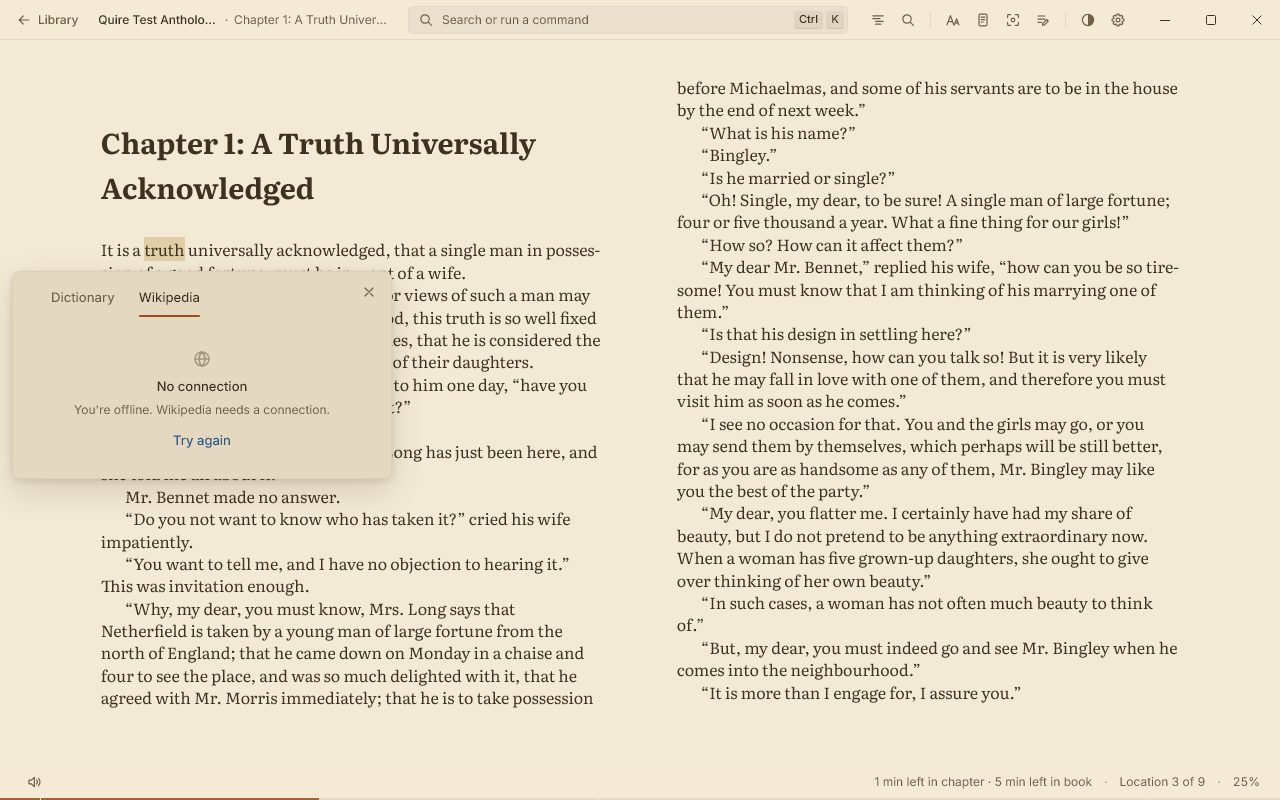 Library
Quire Test Antholo... · Chapter 1: A Truth Univer...
Search or run a command
Ctrl K
Chapter 1: A Truth Universally
Acknowledged
It is a truth universally acknowledged, that a single man in posses-
of a wife.
or views of such a man may
this truth is so well fixed
that he is considered the
of their daughters.
to him one day, “have you
has just been here, and
Dictionary
Wikipedia
No connection
You're offline. Wikipedia needs a connection.
Try again
Mr. Bennet made no answer.
“Do you not want to know who has taken it?” cried his wife
impatiently.
“You want to tell me, and I have no objection to hearing it.”
This was invitation enough.
“Why, my dear, you must know, Mrs. Long says that
Netherfield is taken by a young man of large fortune from the
north of England; that he came down on Monday in a chaise and
four to see the place, and was so much delighted with it, that he
agreed with Mr. Morris immediately; that he is to take possession
before Michaelmas, and some of his servants are to be in the house
by the end of next week.”
“What is his name?”
“Bingley.”
“Is he married or single?”
“Oh! Single, my dear, to be sure! A single man of large fortune;
four or five thousand a year. What a fine thing for our girls!”
“How so? How can it affect them?”
“My dear Mr. Bennet,” replied his wife, “how can you be so tire-
some! You must know that I am thinking of his marrying one of
them.”
“Is that his design in settling here?”
“Design! Nonsense, how can you talk so! But it is very likely
that he may fall in love with one of them, and therefore you must
visit him as soon as he comes.”
“I see no occasion for that. You and the girls may go, or you
may send them by themselves, which perhaps will be still better,
for as you are as handsome as any of them, Mr. Bingley may like
you the best of the party.”
“My dear, you flatter me. I certainly have had my share of
beauty, but I do not pretend to be anything extraordinary now.
When a woman has five grown-up daughters, she ought to give
over thinking of her own beauty.”
“In such cases, a woman has not often much beauty to think
of.”
“But, my dear, you must indeed go and see Mr. Bingley when he
comes into the neighbourhood.”
“It is more than I engage for, I assure you.”
1 min left in chapter · 5 min left in book · Location 3 of 9 · 25%